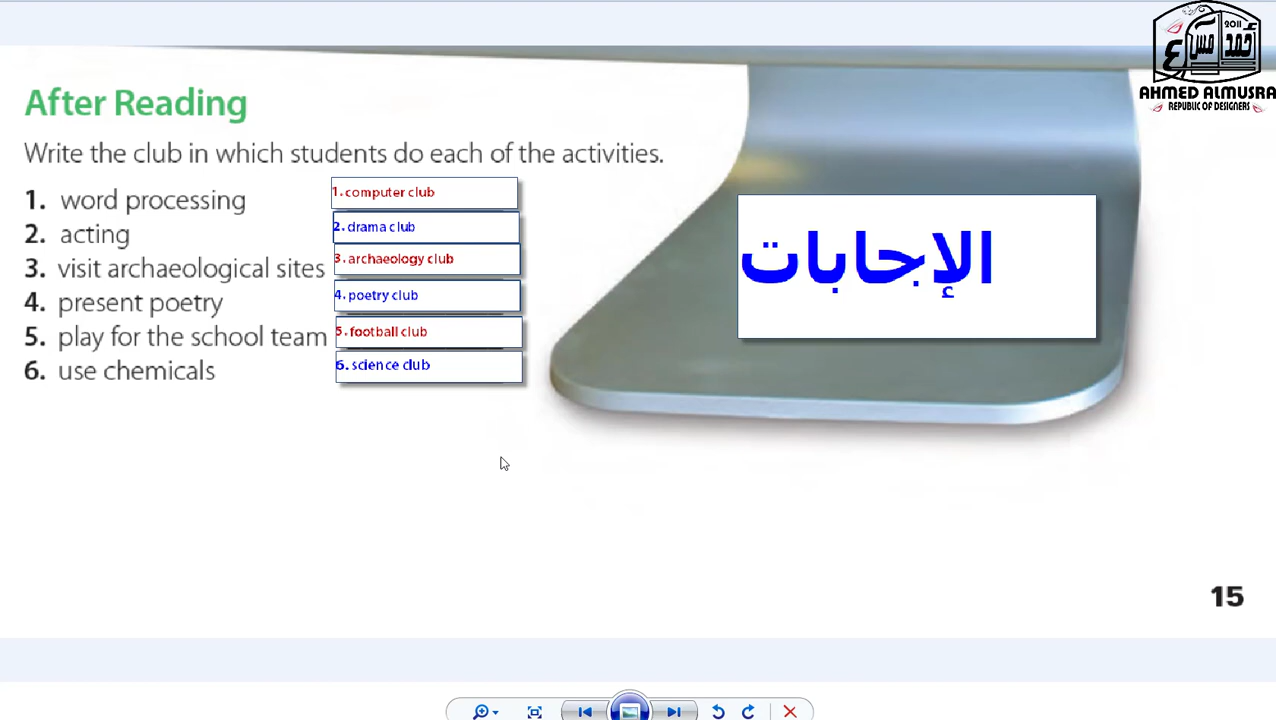 2011
أحمد
AHMED ALMUSRA
REPUBLIC OF DESIGNERS
After Reading
Write the club in which students do each of the activities.
1. word processing 1. computer club
2. acting 2. drama club
3. visit archaeological sites 3. archaeology club
4. present poetry 4. poetry club
5. play for the school team 5. football club
6. use chemicals 6. science club
الإجابات
15